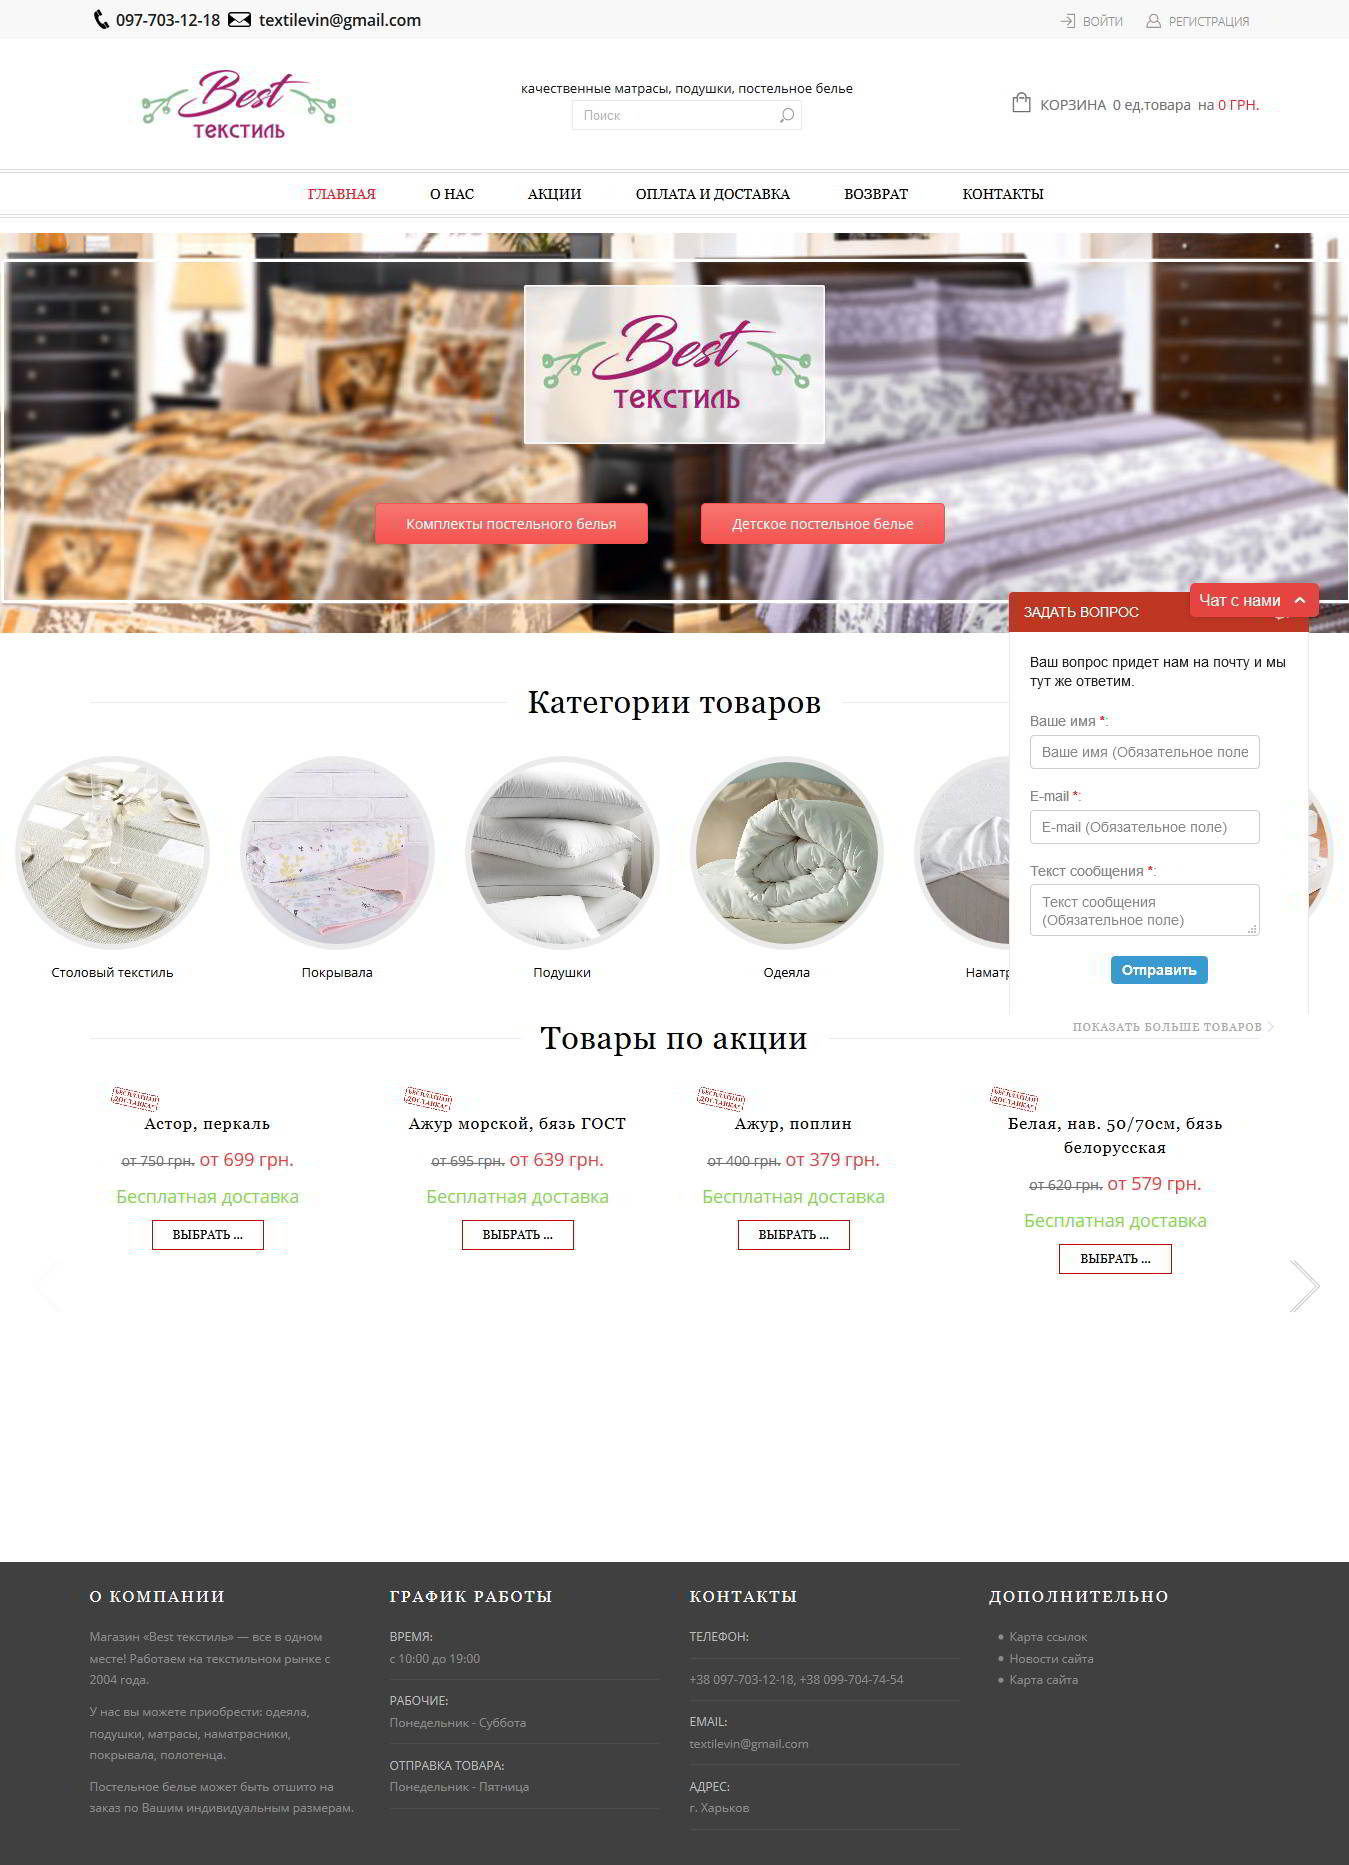 097-703-12-18 textilevin@gmail.com
ВОЙТИ РЕГИСТРАЦИЯ
Best
текстиль
качественные матрасы, подушки, постельное белье
Поиск
КОРЗИНА 0 ед.товара на 0 ГРН.
ГЛАВНАЯ О НАС АКЦИИ ОПЛАТА И ДОСТАВКА ВОЗВРАТ КОНТАКТЫ
Best
текстиль
Комплекты постельного белья Детское постельное белье
Чат с нами
ЗАДАТЬ ВОПРОС
Ваш вопрос придет нам на почту и мы
тут же ответим.
Ваше имя *:
Ваше имя (Обязательное поле
E-mail *:
E-mail (Обязательное поле)
Текст сообщения *:
Текст сообщения
(Обязательное поле)
Отправить
Категории товаров
Столовый текстиль Покрывала Подушки Одеяла Наматр
ПОКАЗАТЬ БОЛЬШЕ ТОВАРОВ
Товары по акции
БЕСПЛАТНАЯ
ДОСТАВКА!
Астор, перкаль
от 750 грн. от 699 грн.
Бесплатная доставка
ВЫБРАТЬ ...
БЕСПЛАТНАЯ
ДОСТАВКА!
Ажур морской, бязь ГОСТ
от 695 грн. от 639 грн.
Бесплатная доставка
ВЫБРАТЬ ...
БЕСПЛАТНАЯ
ДОСТАВКА!
Ажур, поплин
от 400 грн. от 379 грн.
Бесплатная доставка
ВЫБРАТЬ ...
БЕСПЛАТНАЯ
ДОСТАВКА!
Белая, нав. 50/70см, бязь
белорусская
от 620 грн. от 579 грн.
Бесплатная доставка
ВЫБРАТЬ ...
О КОМПАНИИ
Магазин «Best текстиль» — все в одном
месте! Работаем на текстильном рынке с
2004 года.
У нас вы можете приобрести: одеяла,
подушки, матрасы, наматрасники,
покрывала, полотенца.
Постельное белье может быть отшито на
заказ по Вашим индивидуальным размерам.
ГРАФИК РАБОТЫ
ВРЕМЯ:
с 10:00 до 19:00
РАБОЧИЕ:
Понедельник - Суббота
ОТПРАВКА ТОВАРА:
Понедельник - Пятница
КОНТАКТЫ
ТЕЛЕФОН:
+38 097-703-12-18, +38 099-704-74-54
EMAIL:
textilevin@gmail.com
АДРЕС:
г. Харьков
ДОПОЛНИТЕЛЬНО
Карта ссылок
Новости сайта
Карта сайта